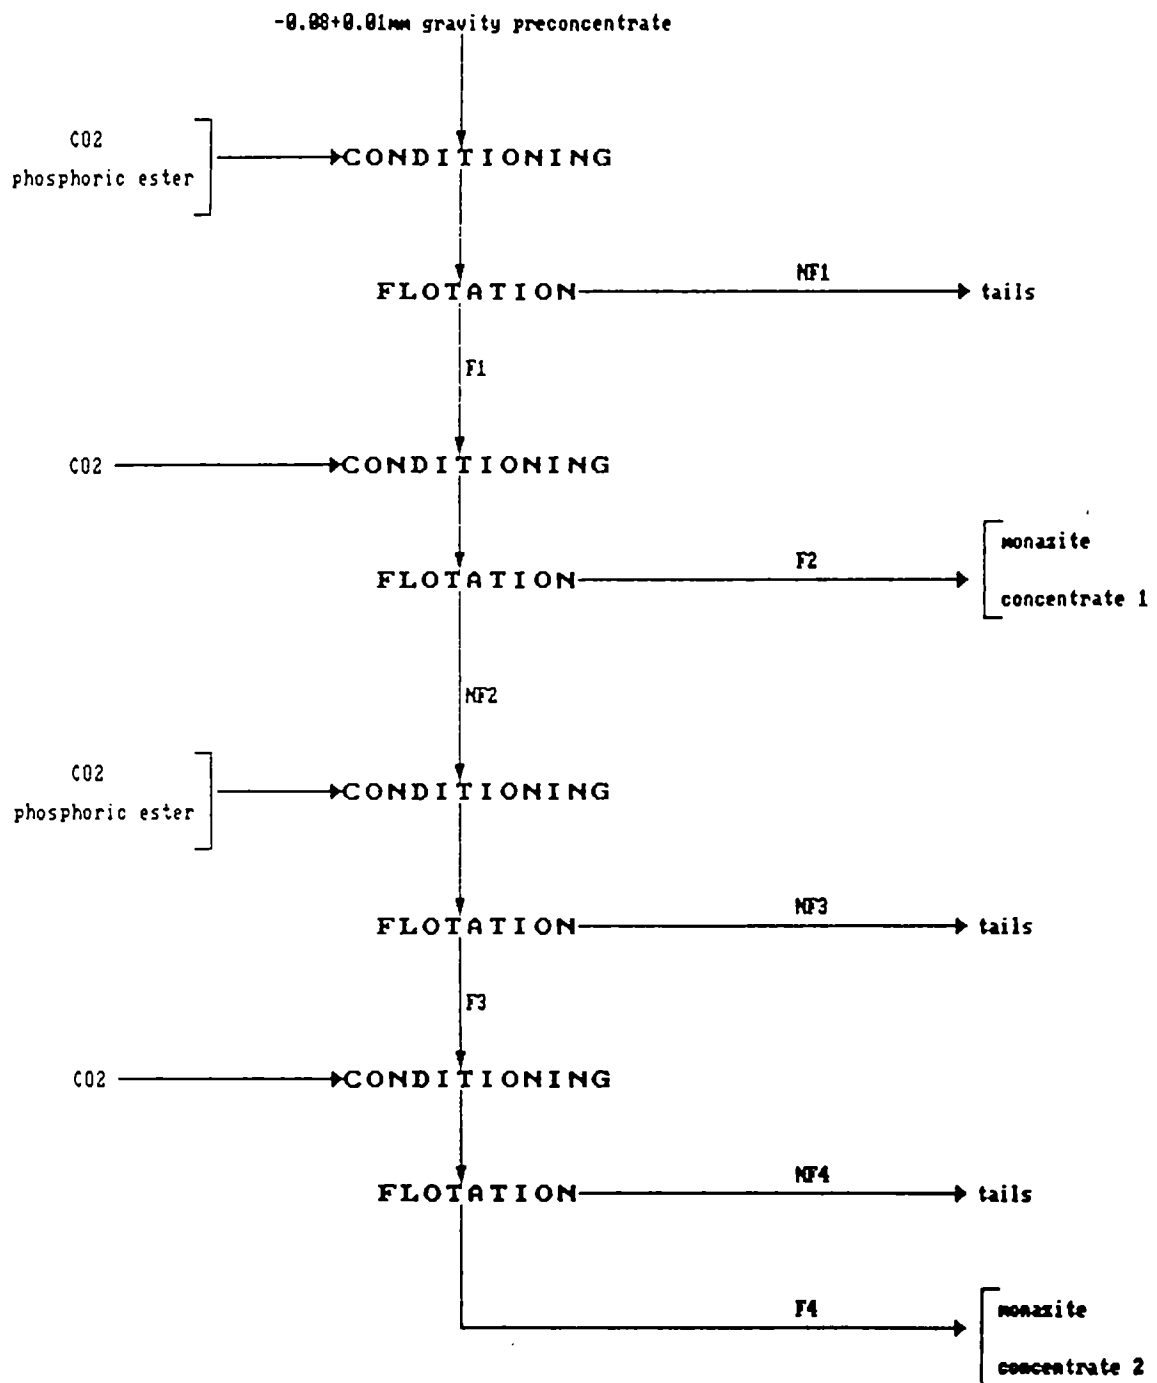 -0.08+0.01mm gravity preconcentrate
CO2
phosphoric ester
CONDITIONING
FLOTATION
NF1
tails
F1
CO2
CONDITIONING
FLOTATION
F2
monazite
concentrate 1
NF2
CO2
phosphoric ester
CONDITIONING
FLOTATION
NF3
tails
F3
CO2
CONDITIONING
FLOTATION
NF4
tails
F4
monazite
concentrate 2